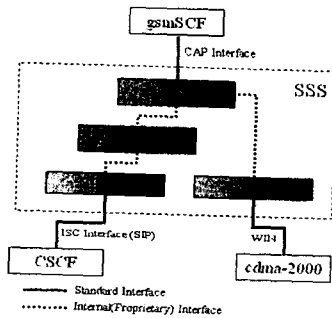 gsmSCF
CAP Interface
SSS
ISC Interface (SIP)
WIN
CSCF
cdma-2000
Standard Interface
Internal(Proprietary) Interface